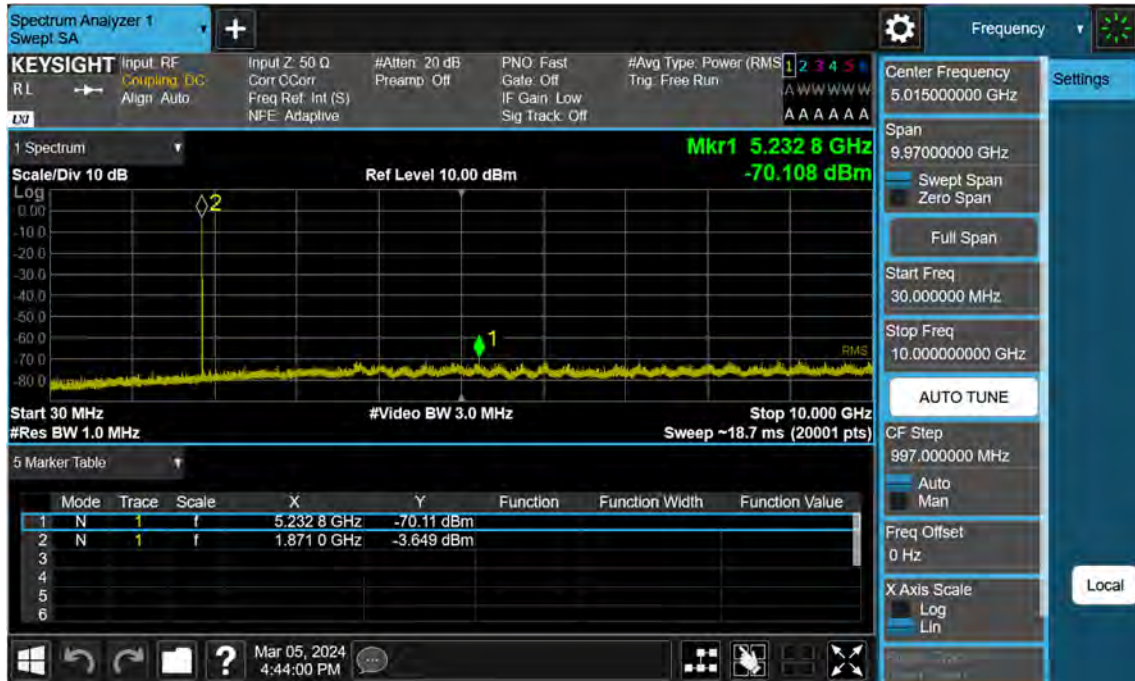 Spectrum Analyzer 1
Swept SA
+
Frequency
KEYSIGHT
RL
LXI
Input: RF
Coupling: DC
Align: Auto
Input Z: 50 Ω
Corr CCorr
Freq Ref: Int (S)
NFE: Adaptive
#Atten: 20 dB
Preamp: Off
PNO: Fast
Gate: Off
IF Gain: Low
Sig Track: Off
#Avg Type: Power (RMS
Trig: Free Run
1 2 3 4 5 6
A W W W W W
A A A A A A
1 Spectrum
Scale/Div 10 dB
Ref Level 10.00 dBm
Mkr1 5.232 8 GHz
-70.108 dBm
Log
0.00
-10.0
-20.0
-30.0
-40.0
-50.0
-60.0
-70.0
-80.0
2
1
RMS
Start 30 MHz
#Video BW 3.0 MHz
Stop 10.000 GHz
#Res BW 1.0 MHz
Sweep ~18.7 ms (20001 pts)
5 Marker Table
Mode Trace Scale X Y Function Function Width Function Value
1 N 1 f 5.232 8 GHz -70.11 dBm
2 N 1 f 1.871 0 GHz -3.649 dBm
3
4
5
6
Mar 05, 2024
4:44:00 PM
?
Center Frequency
5.015000000 GHz
Settings
Span
9.97000000 GHz
Swept Span
Zero Span
Full Span
Start Freq
30.000000 MHz
Stop Freq
10.000000000 GHz
AUTO TUNE
CF Step
997.000000 MHz
Auto
Man
Freq Offset
0 Hz
X Axis Scale
Log
Lin
Local